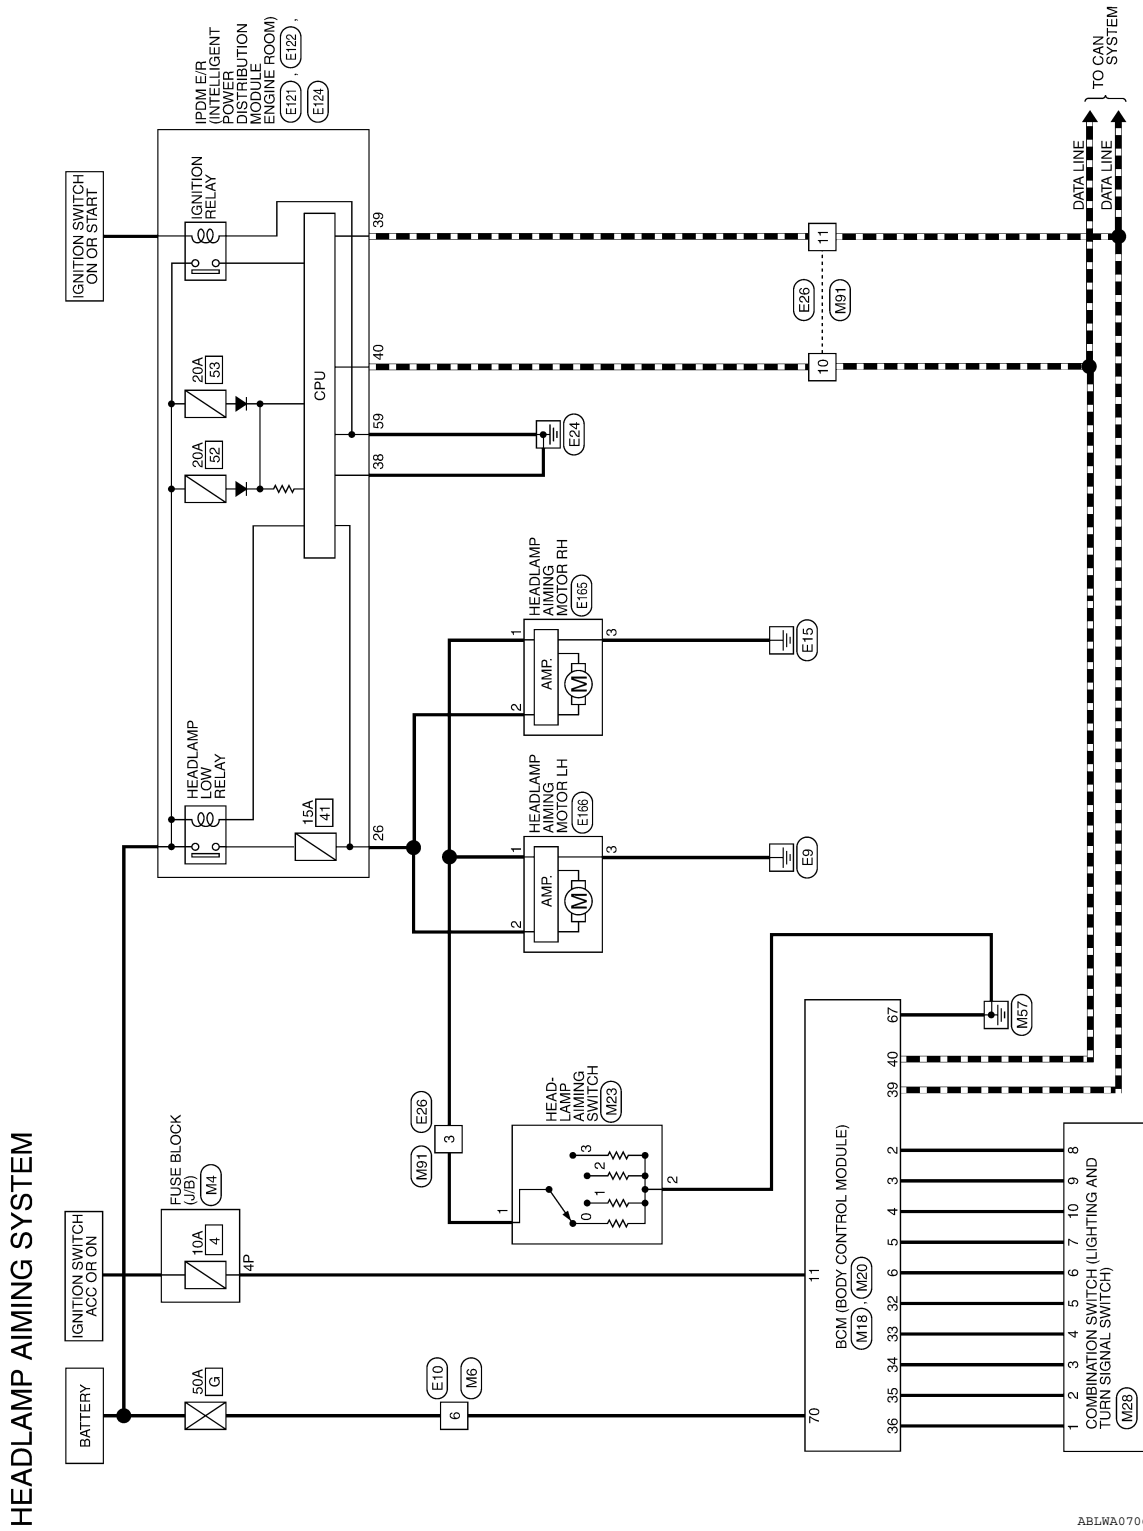 HEADLAMP AIMING SYSTEM
BATTERY
IGNITION SWITCH
ACC OR ON
IGNITION SWITCH
ON OR START
50A
G
FUSE BLOCK
(J/B)
M4
10A
4
4P
HEADLAMP
LOW
RELAY
15A
41
20A
52
20A
53
IGNITION
RELAY
CPU
IPDM E/R
(INTELLIGENT
POWER
DISTRIBUTION
MODULE
ENGINE ROOM)
E121 , E122 ,
E124
26
38
59
40
39
E10
6
M6
E26
3
M91
HEAD-
LAMP
AIMING
SWITCH
M23
1
0
1
2
3
2
HEADLAMP
AIMING
MOTOR LH
E166
2
1
AMP.
M
3
E9
HEADLAMP
AIMING
MOTOR RH
E165
2
1
AMP.
M
3
E15
E24
E26
10
11
M91
DATA LINE
DATA LINE
TO CAN
SYSTEM
70
11
BCM (BODY CONTROL MODULE)
M18 , M20
36
35
34
33
32
6
5
4
3
2
39
40
67
M57
1
2
3
4
5
6
7
10
9
8
COMBINATION SWITCH (LIGHTING AND
TURN SIGNAL SWITCH)
M28